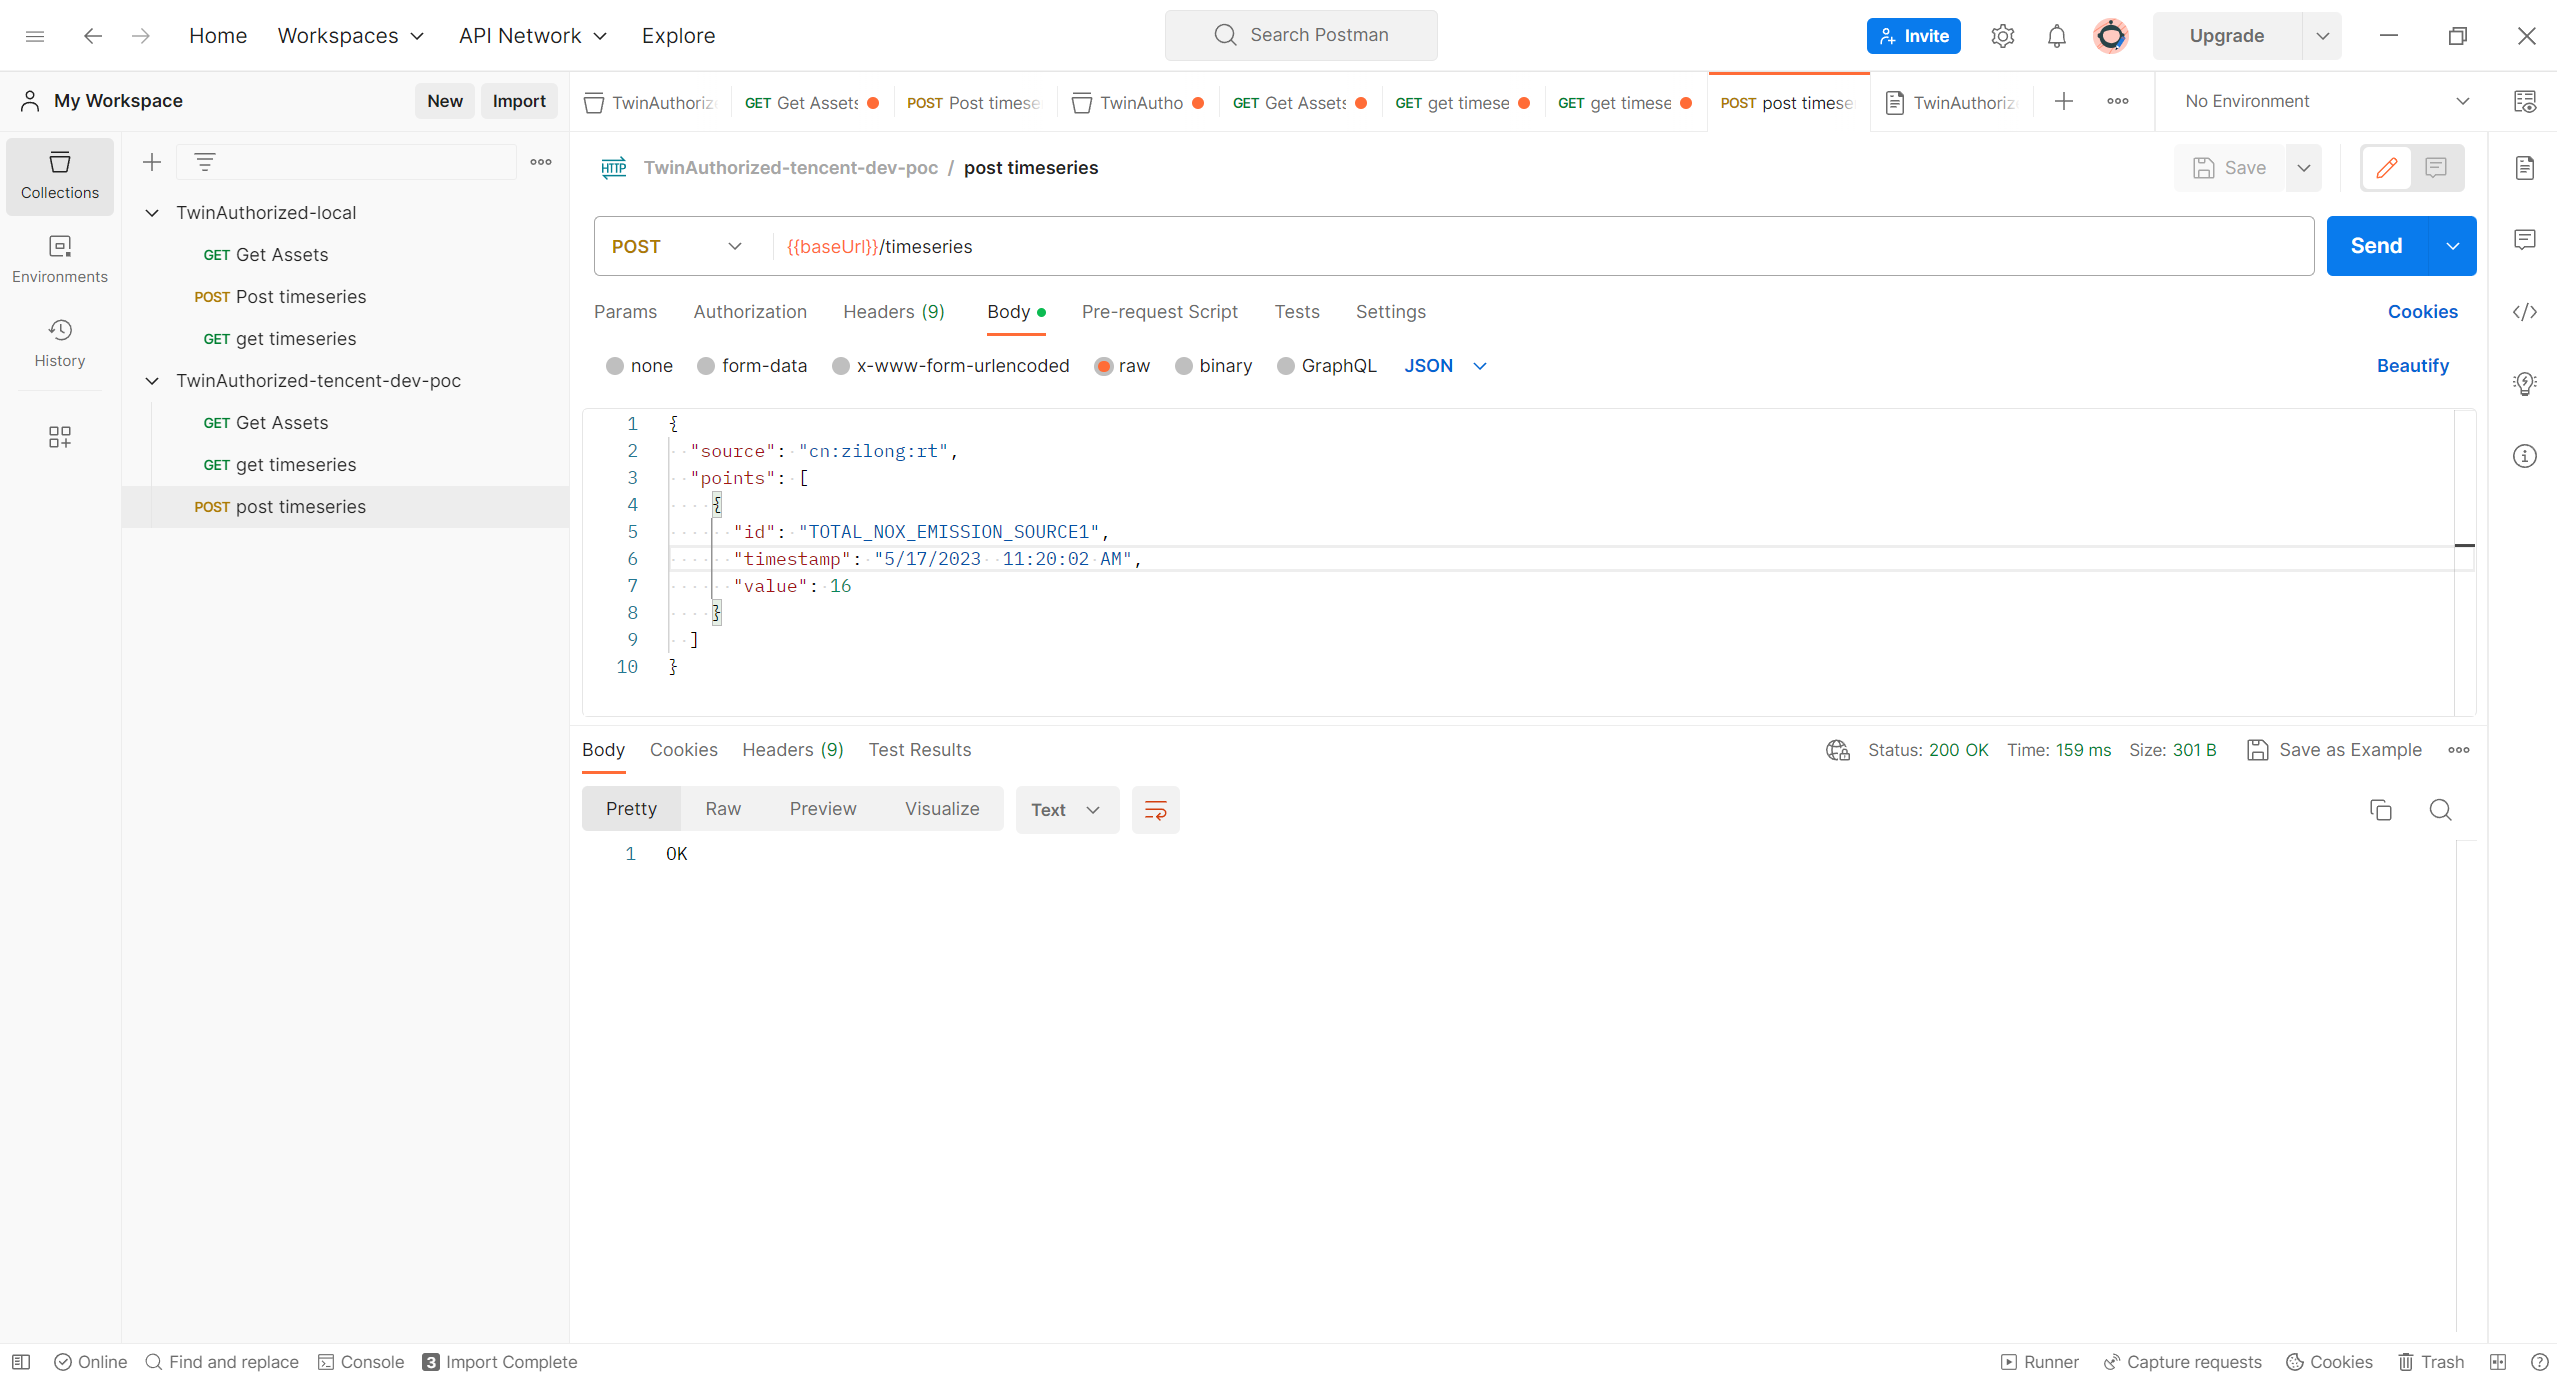 Home Workspaces API Network Explore Search Postman Invite Upgrade
My Workspace New Import
TwinAuthoriz GET Get Assets POST Post timese TwinAutho GET Get Assets GET get timese GET get timese POST post timese TwinAuthoriz No Environment
Collections
Environments
History
TwinAuthorized-local
GET Get Assets
POST Post timeseries
GET get timeseries
TwinAuthorized-tencent-dev-poc
GET Get Assets
GET get timeseries
POST post timeseries
HTTP TwinAuthorized-tencent-dev-poc / post timeseries Save
POST {{baseUrl}}/timeseries Send
Params Authorization Headers (9) Body Pre-request Script Tests Settings Cookies
none form-data x-www-form-urlencoded raw binary GraphQL JSON Beautify
1 {
2 "source": "cn:zilong:rt",
3 "points": [
4 {
5 "id": "TOTAL_NOX_EMISSION_SOURCE1",
6 "timestamp": "5/17/2023  11:20:02 AM",
7 "value": 16
8 }
9 ]
10 }
Body Cookies Headers (9) Test Results Status: 200 OK Time: 159 ms Size: 301 B Save as Example
Pretty Raw Preview Visualize Text
1 OK
Online Find and replace Console 3 Import Complete Runner Capture requests Cookies Trash